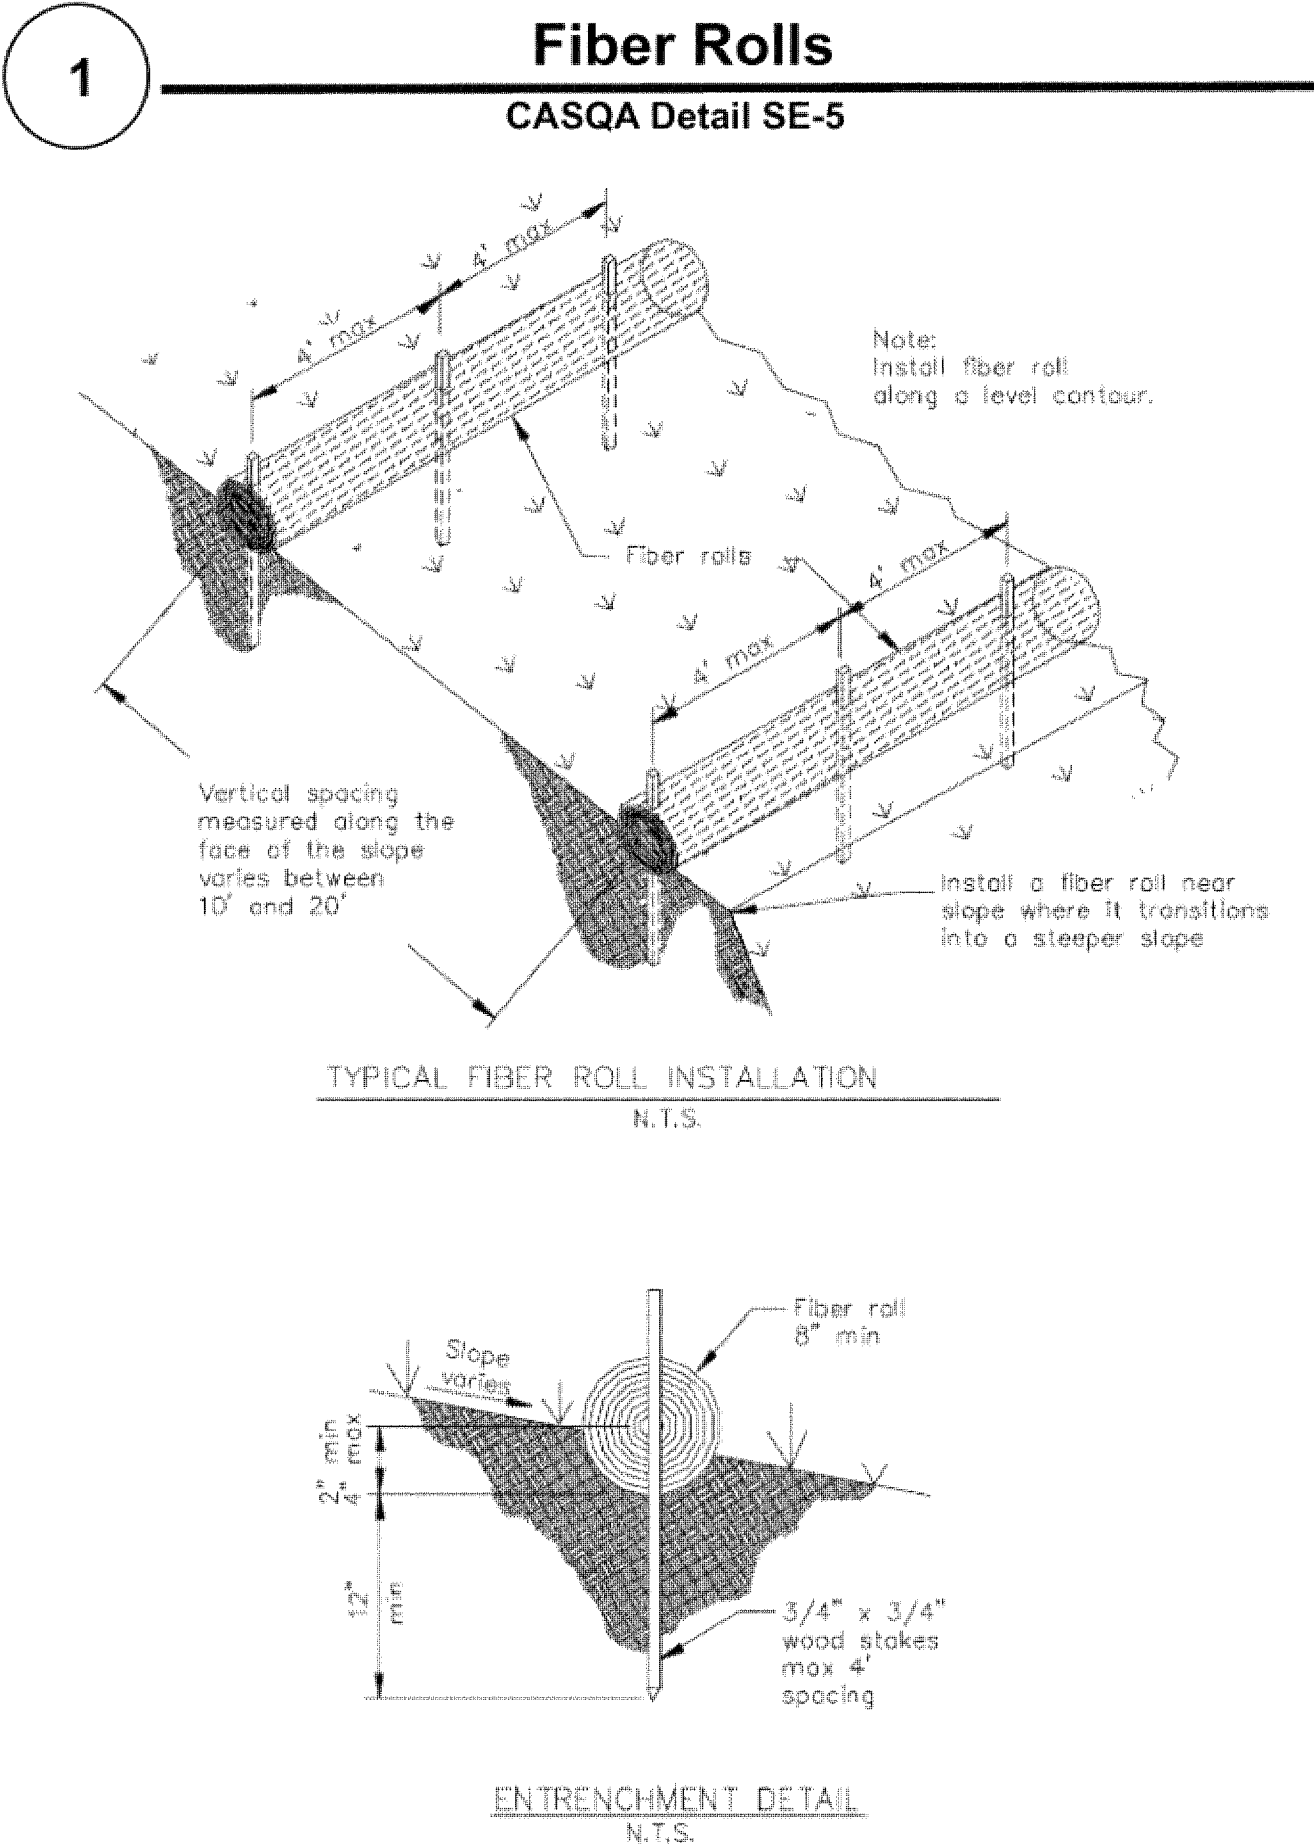 1
Fiber Rolls
CASQA Detail SE-5
4' max
4' max
Note:
Install fiber roll
along a level contour.
Fiber rolls
4' max
4' max
Vertical spacing
measured along the
face of the slope
varies between
10' and 20'
Install a fiber roll near
slope where it transitions
into a steeper slope
TYPICAL FIBER ROLL INSTALLATION
N.T.S.
Fiber roll
8" min
Slope
varies
2" min
4" max
12"
min
3/4" x 3/4"
wood stakes
max 4'
spacing
ENTRENCHMENT DETAIL
N.T.S.